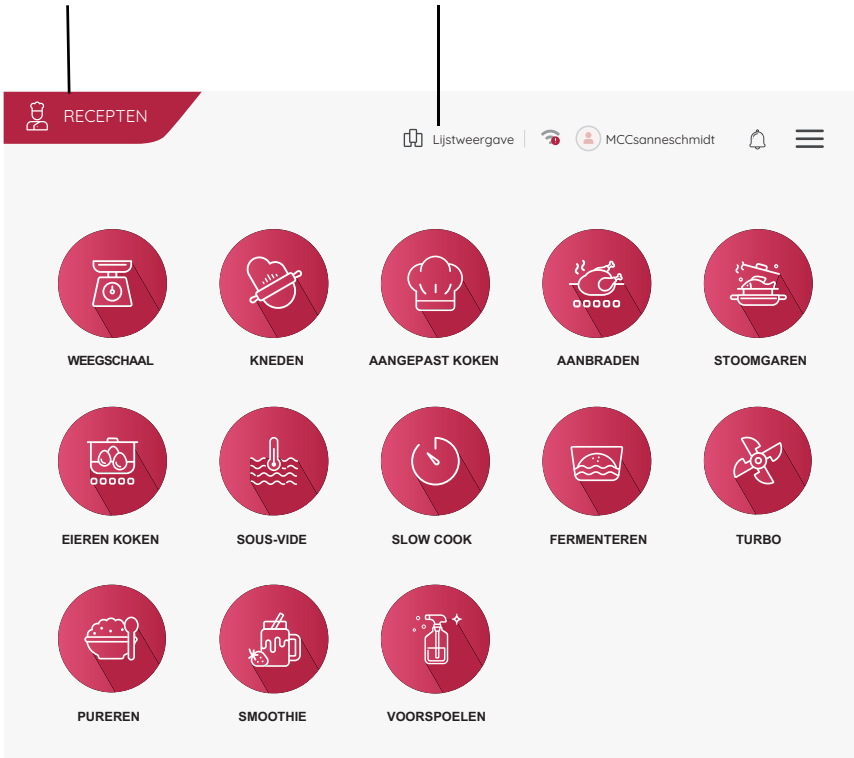 RECEPTEN
Lijstweergave
MCCsanneschmidt
WEEGSCHAAL
KNEDEN
AANGEPAST KOKEN
AANBRADEN
STOOMGAREN
EIEREN KOKEN
SOUS-VIDE
SLOW COOK
FERMENTEREN
TURBO
PUREREN
SMOOTHIE
VOORSPOELEN